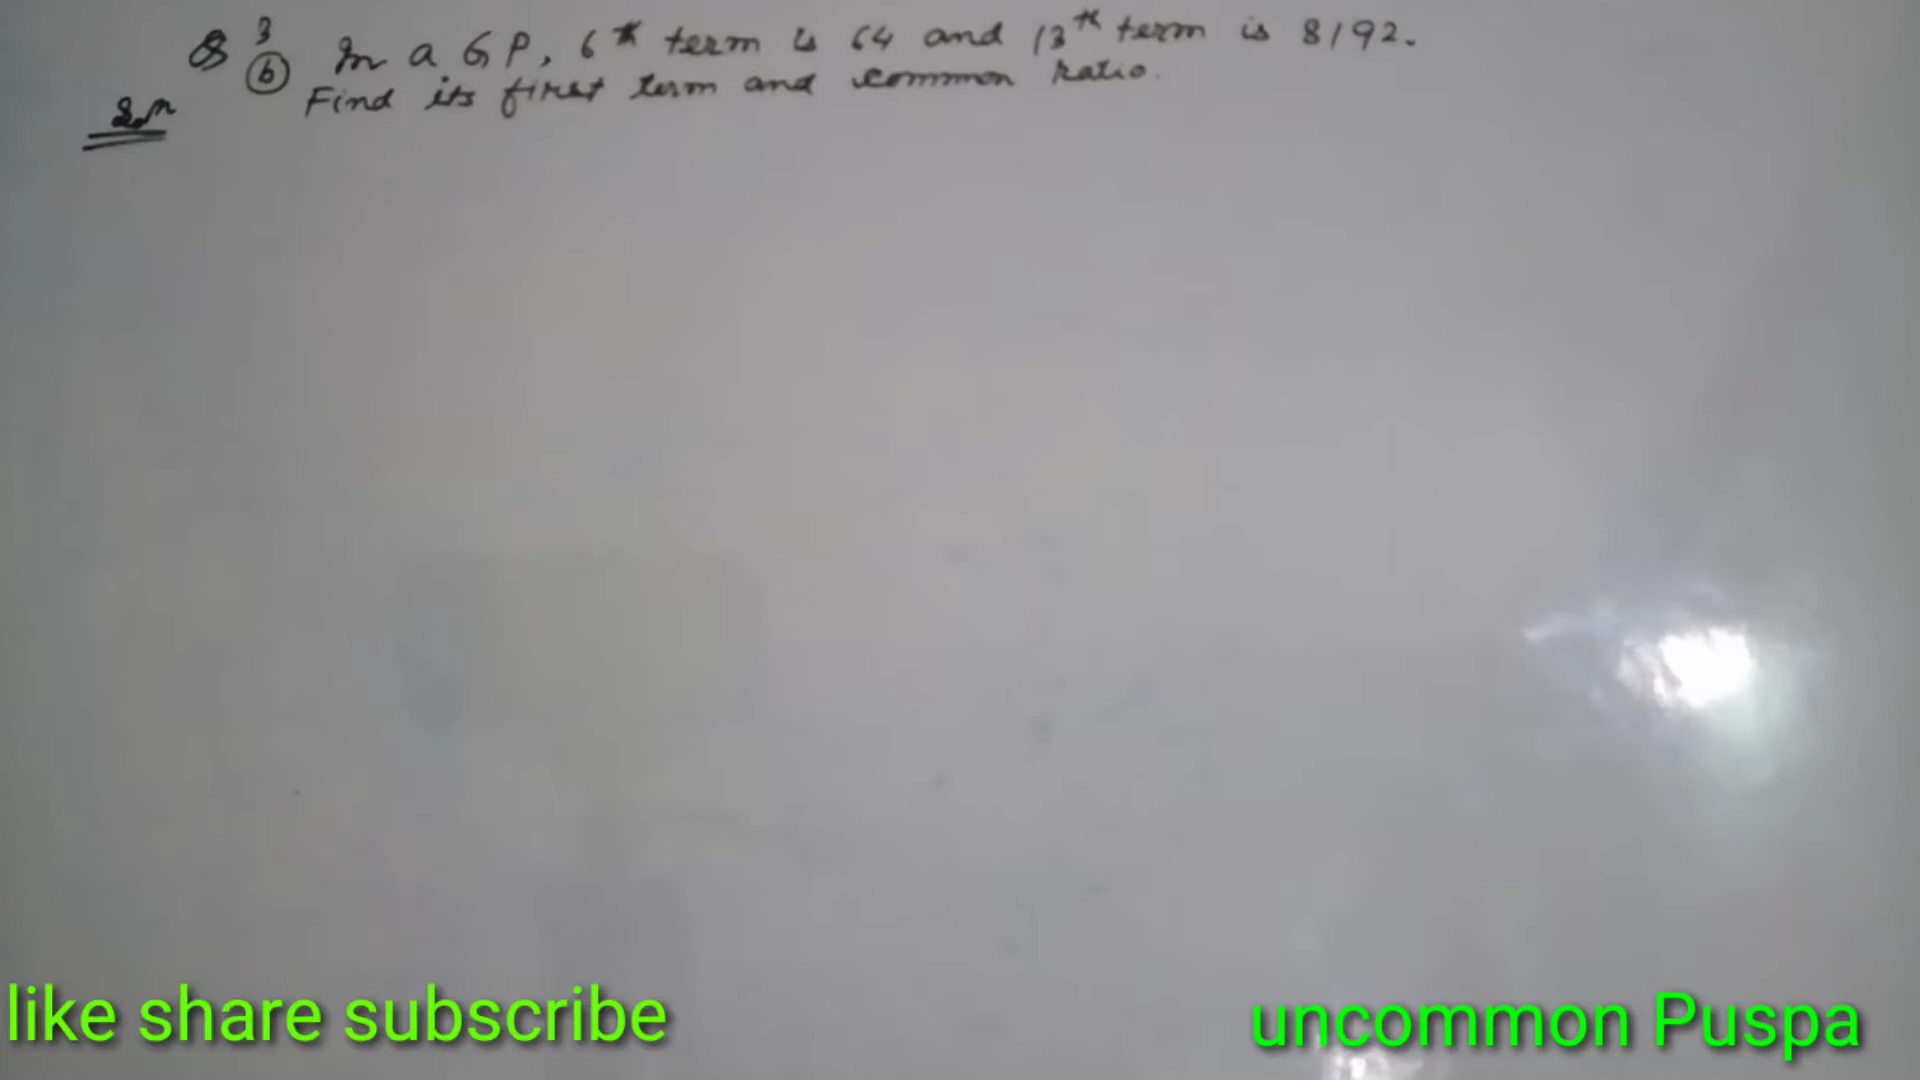 Q 3
(b) In a GP, 6th term is 64 and 13th term is 8192.
Find its first term and common ratio.
Soln
like share subscribe
uncommon Puspa